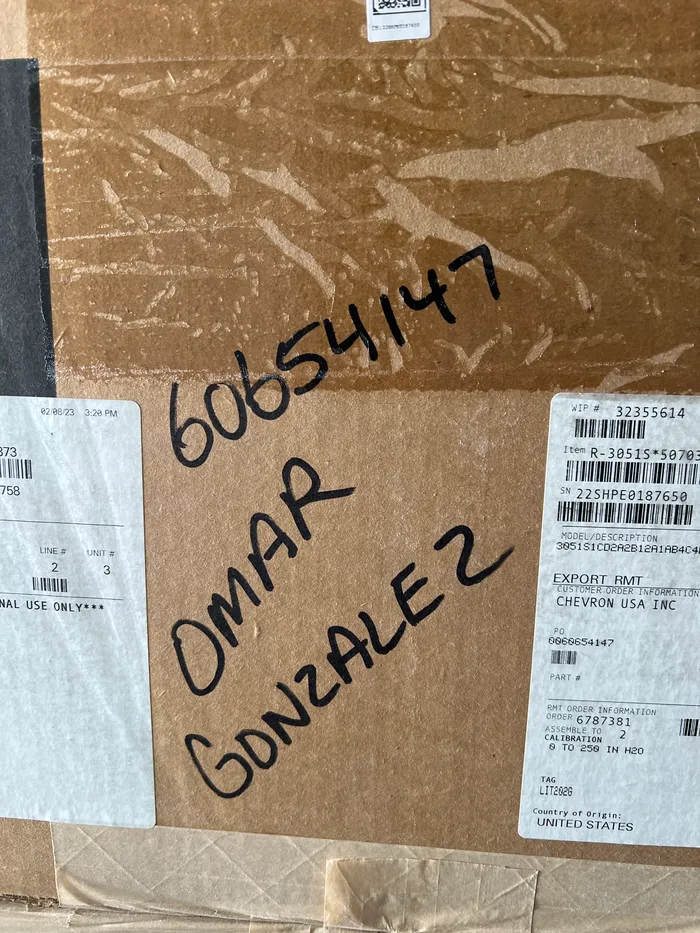 02/08/23 3:20 PM
873
758
LINE # UNIT #
2 3
NAL USE ONLY***
60654147
OMAR
GONZALEZ
WIP # 32355614
Item R-3051S*50703
SN 22SHPE0187650
MODEL/DESCRIPTION
3051S1CD2A2B12A1AB4C4
EXPORT RMT
CUSTOMER ORDER INFORMATION
CHEVRON USA INC
PO
0060654147
PART #
RMT ORDER INFORMATION
ORDER 6787381
ASSEMBLE TO 2
CALIBRATION
0 TO 250 IN H2O
TAG
Country of Origin:
UNITED STATES